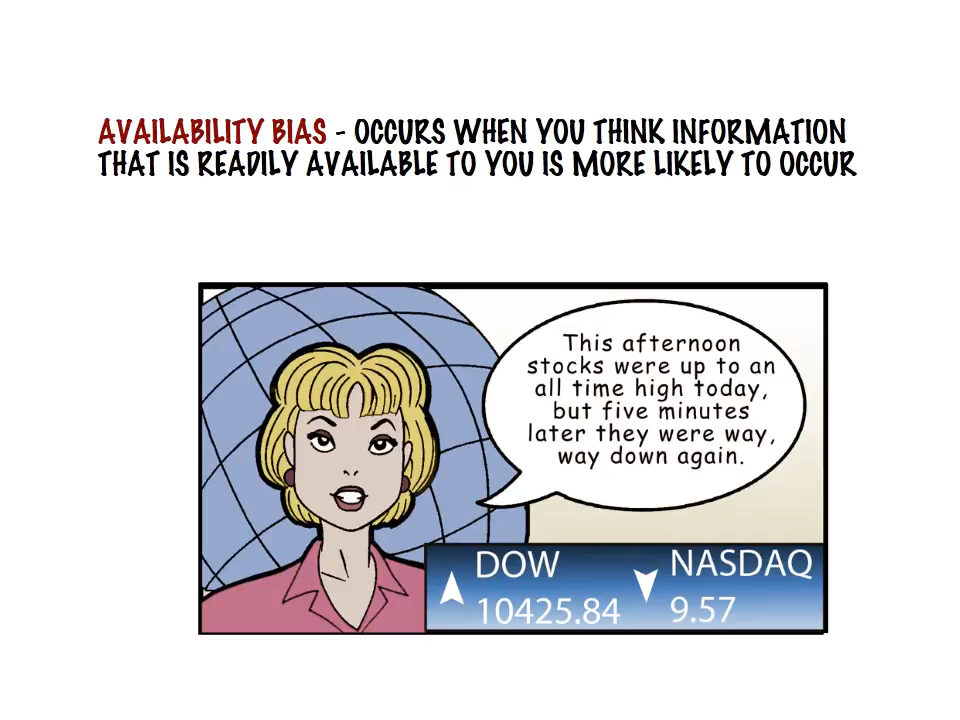 AVAILABILITY BIAS - OCCURS WHEN YOU THINK INFORMATION
THAT IS READILY AVAILABLE TO YOU IS MORE LIKELY TO OCCUR
This afternoon
stocks were up to an
all time high today,
but five minutes
later they were way,
way down again.
DOW
10425.84
NASDAQ
9.57